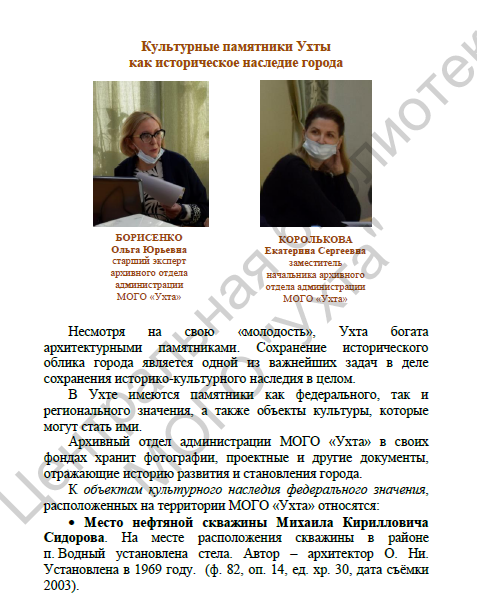 Культурные памятники Ухты
как историческое наследие города
БОРИСЕНКО
Ольга Юрьевна
старший эксперт
архивного отдела
администрации
МОГО «Ухта»
КОРОЛЬКОВА
Екатерина Сергеевна
заместитель
начальника архивного
отдела администрации
МОГО «Ухта»
Несмотря на свою «молодость», Ухта богата
архитектурными памятниками. Сохранение исторического
облика города является одной из важнейших задач в деле
сохранения историко-культурного наследия в целом.
В Ухте имеются памятники как федерального, так и
регионального значения, а также объекты культуры, которые
могут стать ими.
Архивный отдел администрации МОГО «Ухта» в своих
фондах хранит фотографии, проектные и другие документы,
отражающие историю развития и становления города.
К объектам культурного наследия федерального значения,
расположенных на территории МОГО «Ухта» относятся:
• Место нефтяной скважины Михаила Кирилловича
Сидорова. На месте расположения скважины в районе
п. Водный установлена стела. Автор – архитектор О. Ни.
Установлена в 1969 году. (ф. 82, оп. 14, ед. хр. 30, дата съёмки
2003).
Центральная библиотек
МОГО "Ухта"